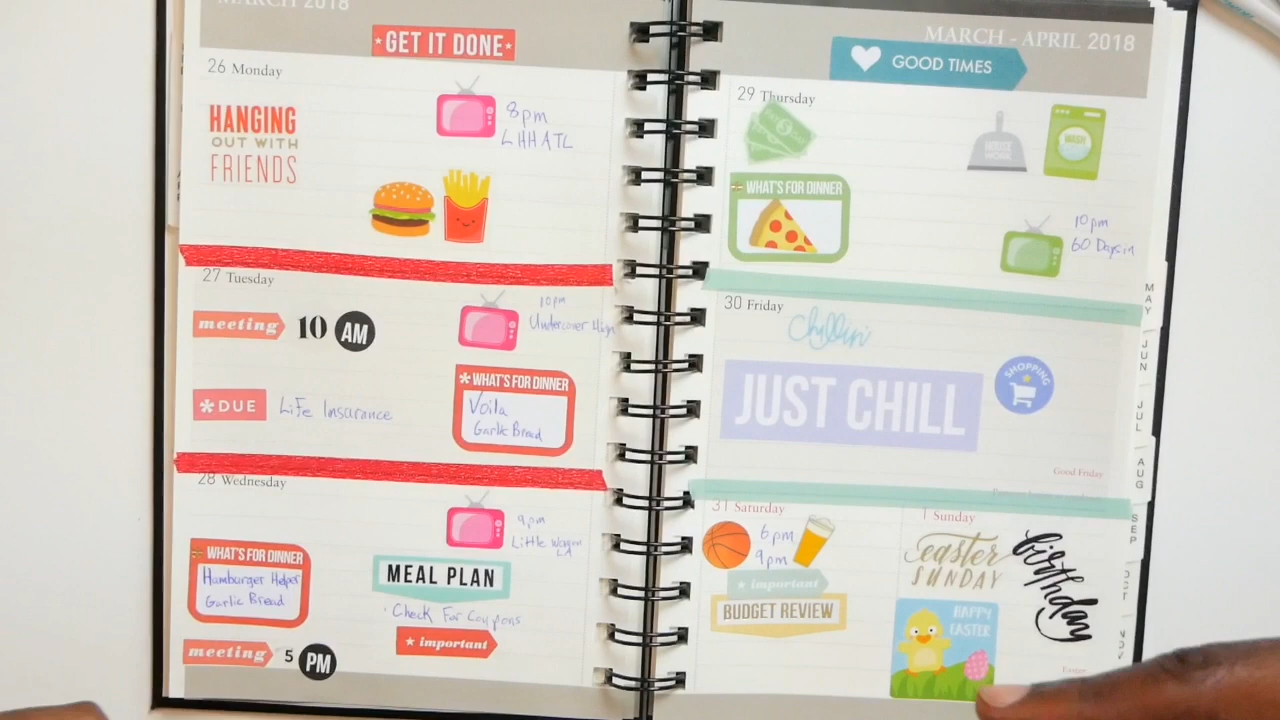 MARCH 2018
GET IT DONE
26 Monday
HANGING
OUT WITH
FRIENDS
8pm
LHHATL
27 Tuesday
meeting 10 AM
10pm
Undercover High
DUE
Life Insurance
WHAT'S FOR DINNER
Voila
Garlic Bread
28 Wednesday
9pm
Little Women
LA
WHAT'S FOR DINNER
Hamburger Helper
Garlic Bread
MEAL PLAN
Check For Coupons
important
meeting 5 PM
MARCH - APRIL 2018
GOOD TIMES
29 Thursday
HOUSE
WORK
WASH
WHAT'S FOR DINNER
10pm
60 Days in
30 Friday
Chillin'
JUST CHILL
SHOPPING
Good Friday
31 Saturday
6pm
9pm
important
BUDGET REVIEW
1 Sunday
easter
SUNDAY
birthday
HAPPY
EASTER
Easter
MAY
JUN
JUL
AUG
SEP
OCT